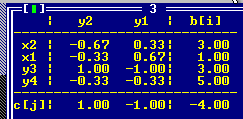 [ ] 3
y2 y1 b[i]
x2 -0.67 0.33 3.00
x1 -0.33 0.67 3.00
y3 1.00 -1.00 3.00
y4 -0.33 0.33 5.00
c[j] 1.00 -1.00 -4.00